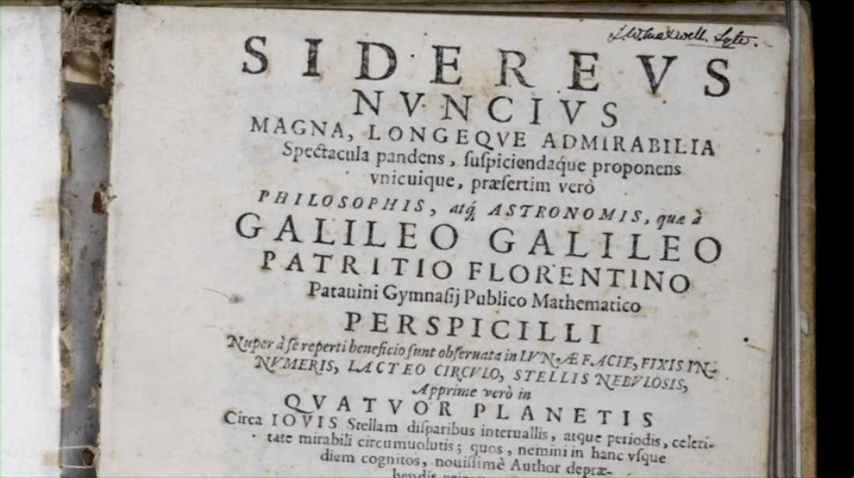 J.W. Maxwell. Lyte.
SIDEREVS
NVNCIVS
MAGNA, LONGEQVE ADMIRABILIA
Spectacula pandens, suſpiciendaque proponens
vnicuique, præſertim verò
PHILOSOPHIS, atq́; ASTRONOMIS, quæ à
GALILEO GALILEO
PATRITIO FLORENTINO
Patauini Gymnaſij Publico Mathematico
PERSPICILLI
Nuper à ſe reperti beneficio ſunt obſeruata in LVNÆ FACIE, FIXIS IN-
NVMERIS, LACTEO CIRCVLO, STELLIS NEBVLOSIS,
Apprime verò in
QVATVOR PLANETIS
Circa IOVIS Stellam diſparibus interuallis, atque periodis, celeri-
tate mirabili circumuolutis; quos, nemini in hanc vſque
diem cognitos, nouiſſimè Author depræ-